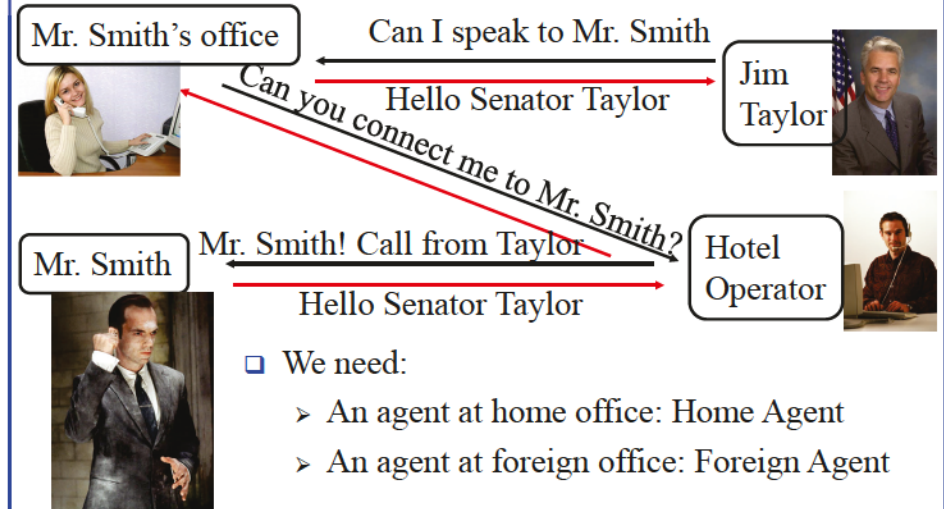 Mr. Smith’s office
Can I speak to Mr. Smith
Hello Senator Taylor
Jim
Taylor
Can you connect me to Mr. Smith?
Mr. Smith
Mr. Smith! Call from Taylor
Hello Senator Taylor
Hotel
Operator
❑ We need:
➢ An agent at home office: Home Agent
➢ An agent at foreign office: Foreign Agent